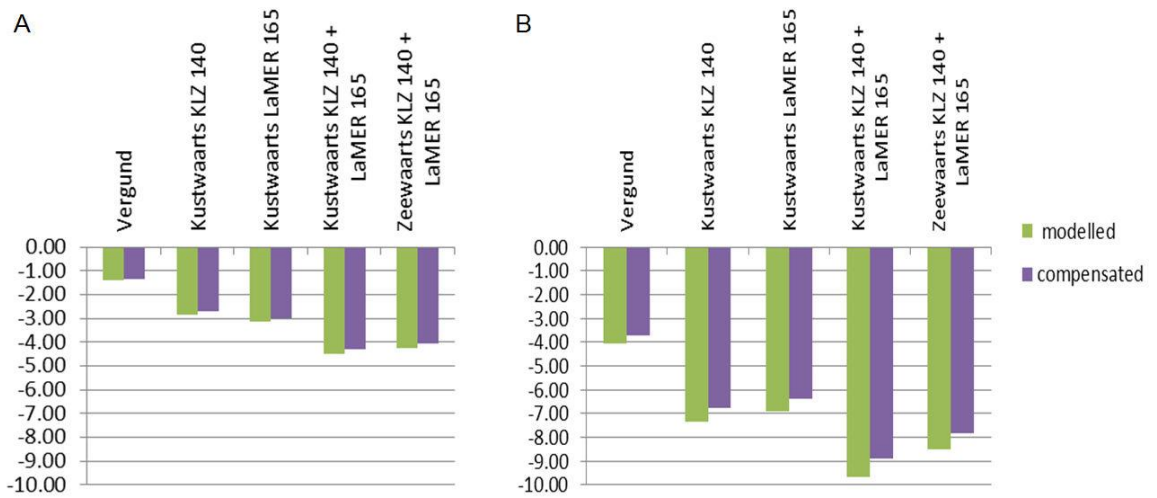 A
Vergund
Kustwaarts KLZ 140
Kustwaarts LaMER 165
Kustwaarts KLZ 140 +
LaMER 165
Zeewaarts KLZ 140 +
LaMER 165
0.00
-1.00
-2.00
-3.00
-4.00
-5.00
-6.00
-7.00
-8.00
-9.00
-10.00
B
Vergund
Kustwaarts KLZ 140
Kustwaarts LaMER 165
Kustwaarts KLZ 140 +
LaMER 165
Zeewaarts KLZ 140 +
LaMER 165
0.00
-1.00
-2.00
-3.00
-4.00
-5.00
-6.00
-7.00
-8.00
-9.00
-10.00
modelled
compensated